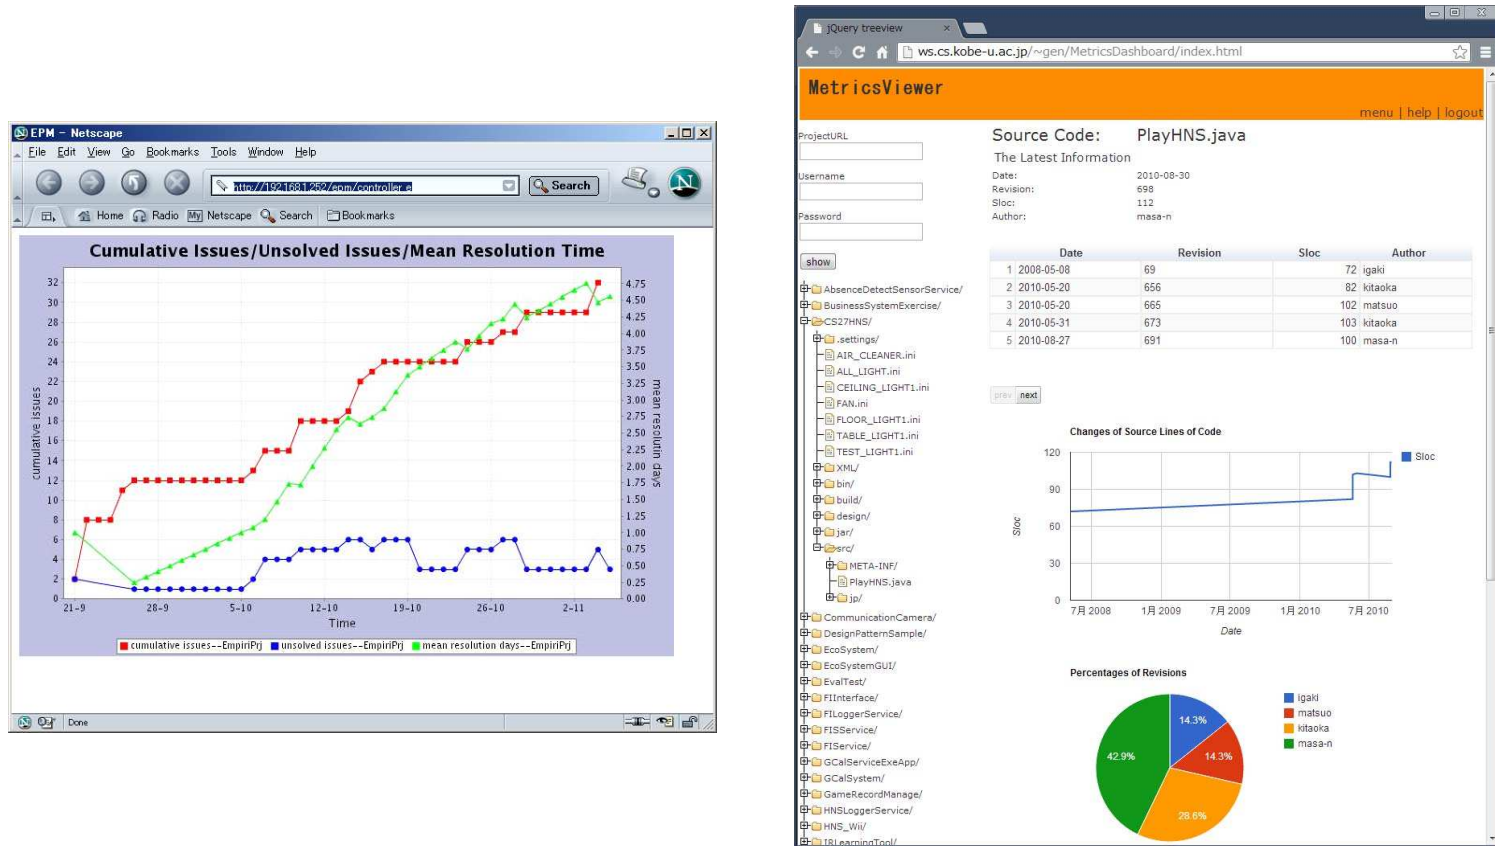 EPM - Netscape
File Edit View Go Bookmarks Tools Window Help
http://192.168.1.252/epm/controller.e
Search
Home Radio My Netscape Search Bookmarks
Cumulative Issues/Unsolved Issues/Mean Resolution Time
32
30
28
26
24
22
20
18
16
14
12
10
8
6
4
2
0
cumulative issues
4.75
4.50
4.25
4.00
3.75
3.50
3.25
3.00
2.75
2.50
2.25
2.00
1.75
1.50
1.25
1.00
0.75
0.50
0.25
0.00
mean resolutin days
21-9 28-9 5-10 12-10 19-10 26-10 2-11
Time
cumulative issues--EmpiriPrj unsolved issues--EmpiriPrj mean resolution days--EmpiriPrj
Done
jQuery treeview
ws.cs.kobe-u.ac.jp/~gen/MetricsDashboard/index.html
MetricsViewer
menu | help | logout
ProjectURL
Username
Password
show
AbsenceDetectSensorService/
BusinessSystemExercise/
CS27HNS/
.settings/
AIR_CLEANER.ini
ALL_LIGHT.ini
CEILING_LIGHT1.ini
FAN.ini
FLOOR_LIGHT1.ini
TABLE_LIGHT1.ini
TEST_LIGHT1.ini
XML/
bin/
build/
design/
jar/
src/
META-INF/
PlayHNS.java
jp/
CommunicationCamera/
DesignPatternSample/
EcoSystem/
EcoSystemGUI/
EvalTest/
FIInterface/
FILoggerService/
FISService/
FIService/
GCalServiceExeApp/
GCalSystem/
GameRecordManage/
HNSLoggerService/
HNS_Wii/
IRLearningTool/
Source Code: PlayHNS.java
The Latest Information
Date: 2010-08-30
Revision: 698
Sloc: 112
Author: masa-n
Date Revision Sloc Author
1 2008-05-08 69 72 igaki
2 2010-05-20 656 82 kitaoka
3 2010-05-20 665 102 matsuo
4 2010-05-31 673 103 kitaoka
5 2010-08-27 691 100 masa-n
prev next
Changes of Source Lines of Code
120
90
60
30
0
Sloc
Sloc
7月 2008 1月 2009 7月 2009 1月 2010 7月 2010
Date
Percentages of Revisions
14.3%
14.3%
28.6%
42.9%
igaki
matsuo
kitaoka
masa-n